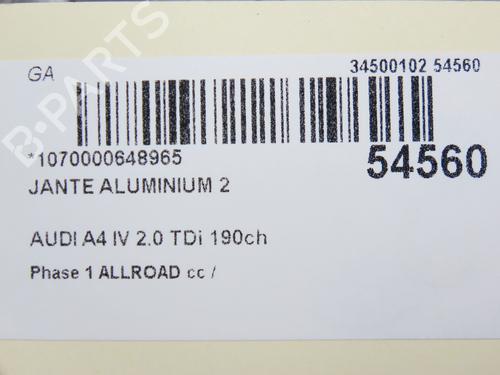 GA
34500102 54560
*1070000648965
54560
JANTE ALUMINIUM 2
AUDI A4 IV 2.0 TDi 190ch
Phase 1 ALLROAD cc /
B-PARTS